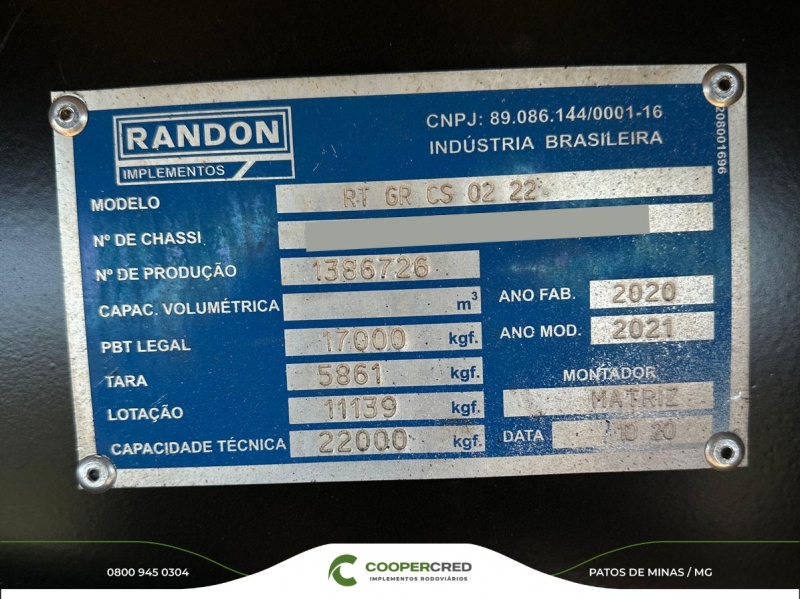 RANDON
IMPLEMENTOS
CNPJ: 89.086.144/0001-16
INDÚSTRIA BRASILEIRA
208001696
MODELO RT GR CS 02 22
Nº DE CHASSI
Nº DE PRODUÇÃO 1386726
CAPAC. VOLUMÉTRICA m³
ANO FAB. 2020
PBT LEGAL 17000 kgf.
ANO MOD. 2021
TARA 5861 kgf.
MONTADOR
LOTAÇÃO 11139 kgf.
MATRIZ
CAPACIDADE TÉCNICA 22000 kgf.
DATA 20
0800 945 0304
COOPERCRED
IMPLEMENTOS RODOVIÁRIOS
PATOS DE MINAS / MG